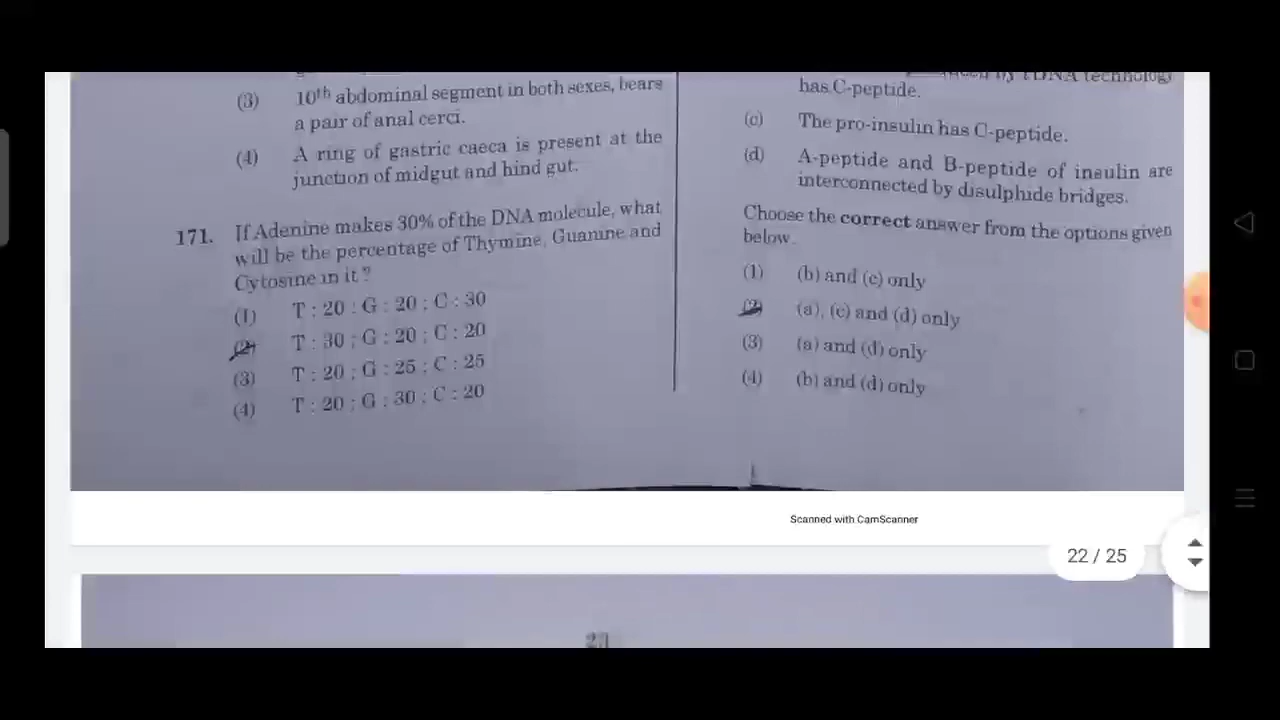 (3) 10th abdominal segment in both sexes, bears
a pair of anal cerci.
(4) A ring of gastric caeca is present at the
junction of midgut and hind gut.
171. If Adenine makes 30% of the DNA molecule, what
will be the percentage of Thymine, Guanine and
Cytosine in it ?
(1) T : 20 ; G : 20 ; C : 30
(2) T : 30 ; G : 20 ; C : 20
(3) T : 20 ; G : 25 ; C : 25
(4) T : 20 ; G : 30 ; C : 20
by rDNA technology
has C-peptide.
(c) The pro-insulin has C-peptide.
(d) A-peptide and B-peptide of insulin are
interconnected by disulphide bridges.
Choose the correct answer from the options given
below.
(1) (b) and (c) only
(2) (a), (c) and (d) only
(3) (a) and (d) only
(4) (b) and (d) only
Scanned with CamScanner
22 / 25